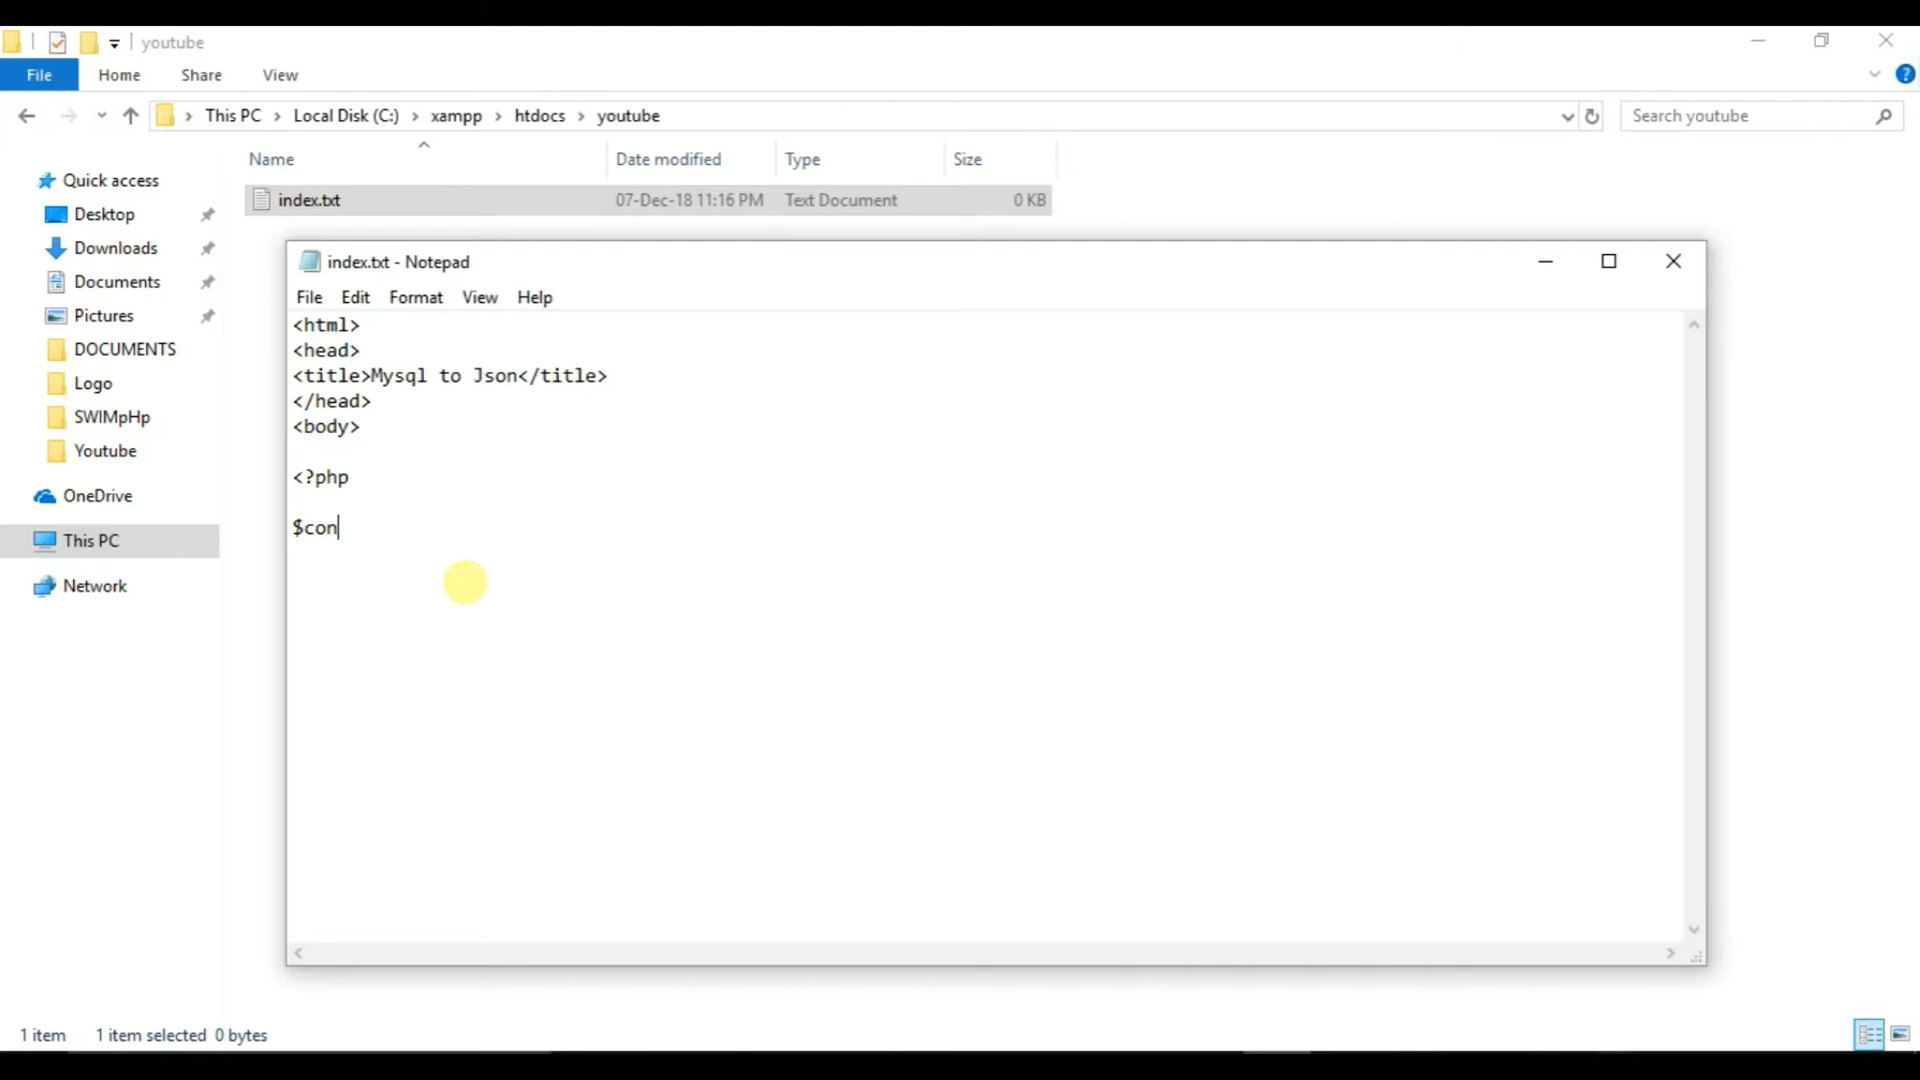 youtube
File Home Share View
This PC Local Disk (C:) xampp htdocs youtube Search youtube
Name Date modified Type Size
index.txt 07-Dec-18 11:16 PM Text Document 0 KB
Quick access
Desktop
Downloads
Documents
Pictures
DOCUMENTS
Logo
SWIMpHp
Youtube
OneDrive
This PC
Network
index.txt - Notepad
File Edit Format View Help
<html>
<head>
<title>Mysql to Json</title>
</head>
<body>
<?php
$con
1 item 1 item selected 0 bytes